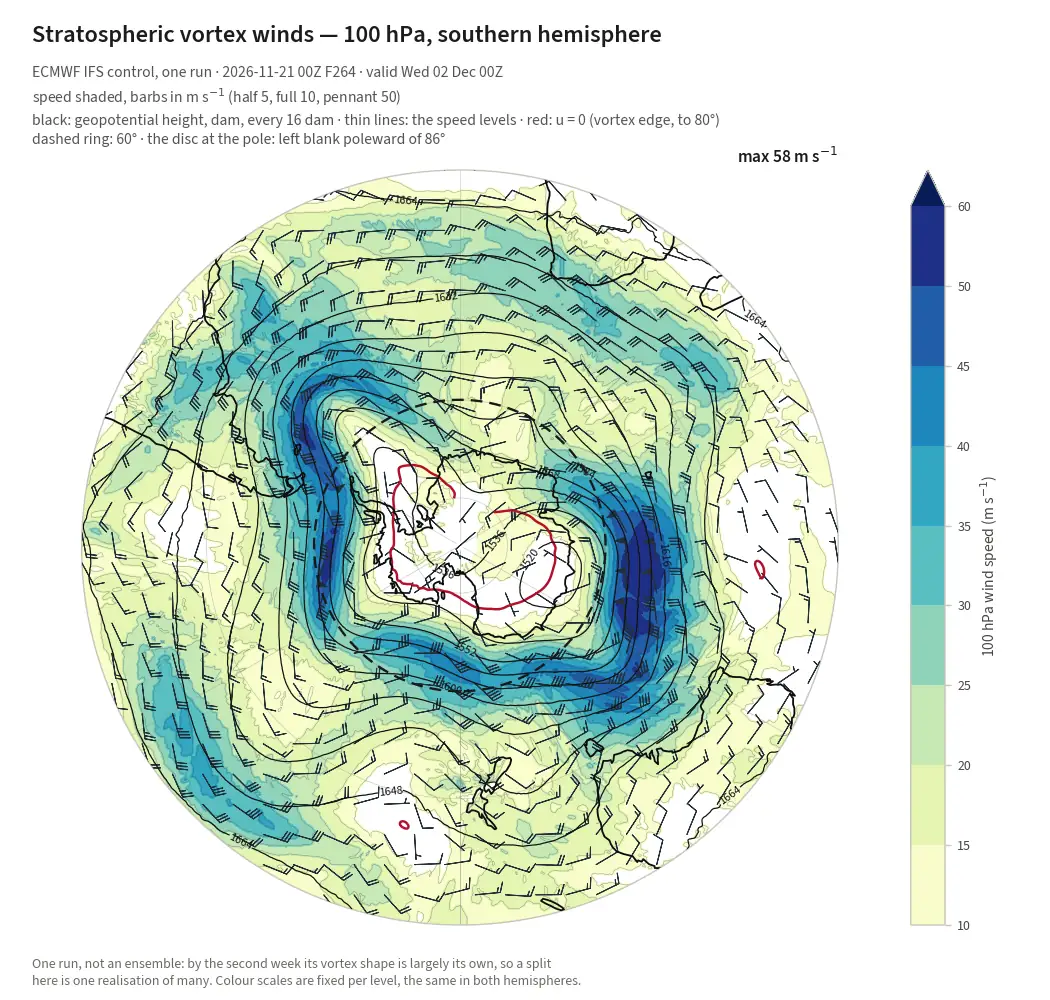 Stratospheric vortex winds — 100 hPa, southern hemisphere
ECMWF IFS control, one run · 2026-11-21 00Z F264 · valid Wed 02 Dec 00Z
speed shaded, barbs in m s⁻¹ (half 5, full 10, pennant 50)
black: geopotential height, dam, every 16 dam · thin lines: the speed levels · red: u = 0 (vortex edge, to 80°)
dashed ring: 60° · the disc at the pole: left blank poleward of 86°
max 58 m s⁻¹
1664
1632
1664
1616
1536
1520
1552
1600
1648
1664
1664
60
50
45
40
35
30
25
20
15
10
100 hPa wind speed (m s⁻¹)
One run, not an ensemble: by the second week its vortex shape is largely its own, so a split
here is one realisation of many. Colour scales are fixed per level, the same in both hemispheres.